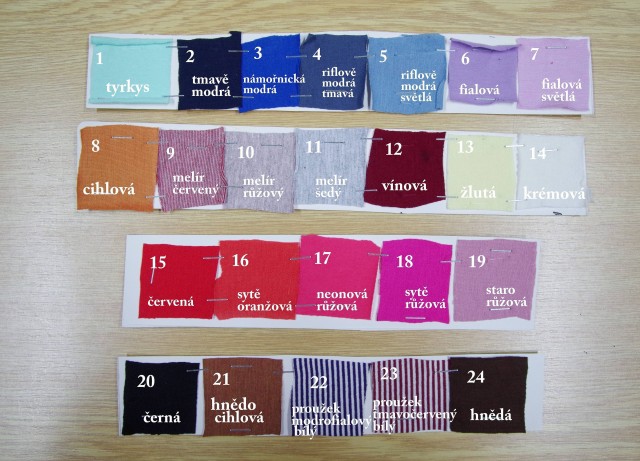 1
tyrkys
2
tmavě
modrá
3
námořnická
modrá
4
riflově
modrá
tmavá
5
riflově
modrá
světlá
6
fialová
7
fialová
světlá
8
cihlová
9
melír
červený
10
melír
růžový
11
melír
šedý
12
vínová
13
žlutá
14
krémová
15
červená
16
sytě
oranžová
17
neonová
růžová
18
sytě
růžová
19
staro
růžová
20
černá
21
hnědo
cihlová
22
proužek
modrofialový
bílý
23
proužek
tmavočervený
bílý
24
hnědá